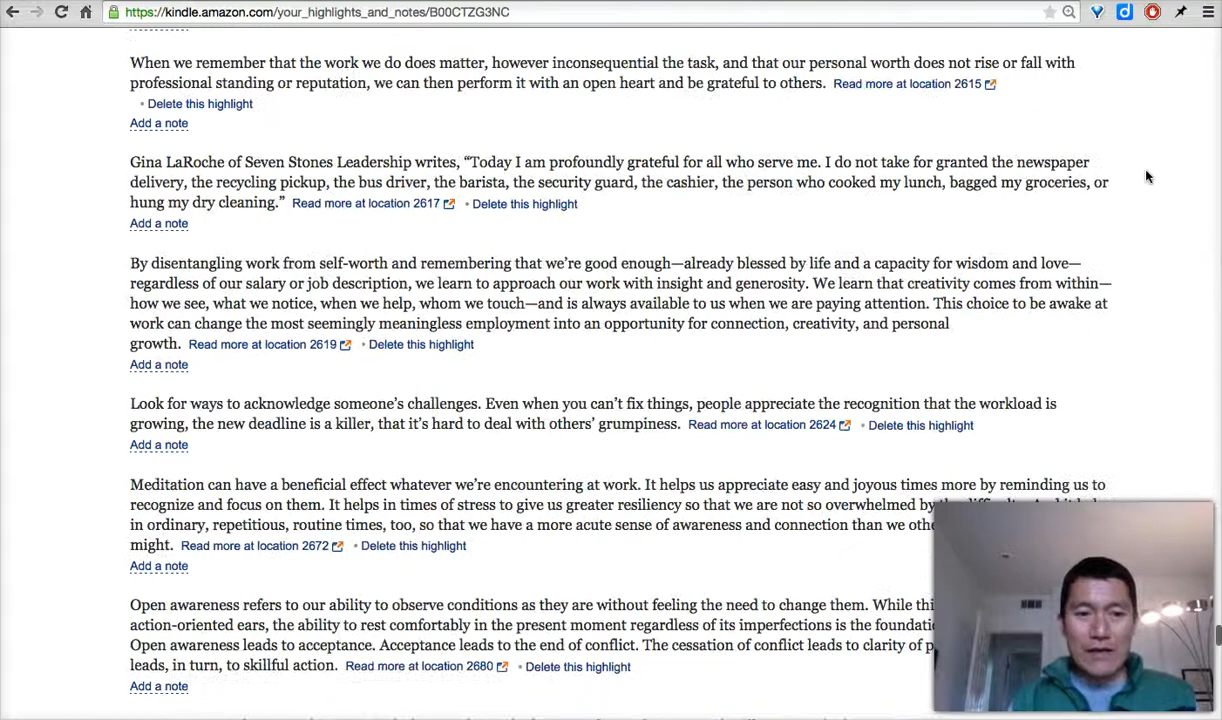 https://kindle.amazon.com/your_highlights_and_notes/B00CTZG3NC
When we remember that the work we do does matter, however inconsequential the task, and that our personal worth does not rise or fall with
professional standing or reputation, we can then perform it with an open heart and be grateful to others. Read more at location 2615
• Delete this highlight
Add a note
Gina LaRoche of Seven Stones Leadership writes, “Today I am profoundly grateful for all who serve me. I do not take for granted the newspaper
delivery, the recycling pickup, the bus driver, the barista, the security guard, the cashier, the person who cooked my lunch, bagged my groceries, or
hung my dry cleaning.” Read more at location 2617 • Delete this highlight
Add a note
By disentangling work from self-worth and remembering that we’re good enough—already blessed by life and a capacity for wisdom and love—
regardless of our salary or job description, we learn to approach our work with insight and generosity. We learn that creativity comes from within—
how we see, what we notice, when we help, whom we touch—and is always available to us when we are paying attention. This choice to be awake at
work can change the most seemingly meaningless employment into an opportunity for connection, creativity, and personal
growth. Read more at location 2619 • Delete this highlight
Add a note
Look for ways to acknowledge someone’s challenges. Even when you can’t fix things, people appreciate the recognition that the workload is
growing, the new deadline is a killer, that it’s hard to deal with others’ grumpiness. Read more at location 2624 • Delete this highlight
Add a note
Meditation can have a beneficial effect whatever we’re encountering at work. It helps us appreciate easy and joyous times more by reminding us to
recognize and focus on them. It helps in times of stress to give us greater resiliency so that we are not so overwhelmed by
in ordinary, repetitive, routine times, too, so that we have a more acute sense of awareness and connection than we
might. Read more at location 2672 • Delete this highlight
Add a note
Open awareness refers to our ability to observe conditions as they are without feeling the need to change them. While
action-oriented ears, the ability to rest comfortably in the present moment regardless of its imperfections is the
Open awareness leads to acceptance. Acceptance leads to the end of conflict. The cessation of conflict leads to clarity of
leads, in turn, to skillful action. Read more at location 2680 • Delete this highlight
Add a note